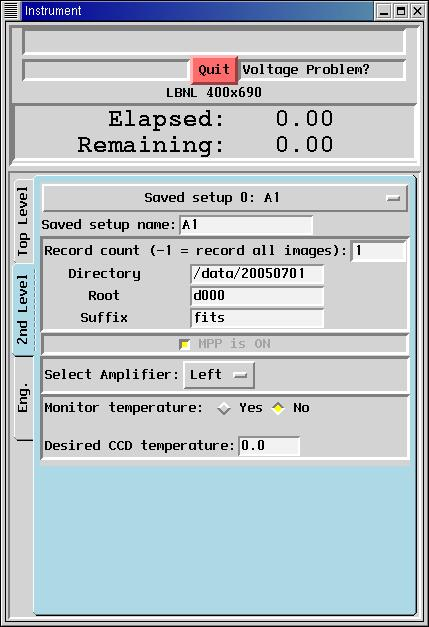 Instrument
Quit Voltage Problem?
LBNL 400x690
Elapsed: 0.00
Remaining: 0.00
Top Level
2nd Level
Eng.
Saved setup 0: A1
Saved setup name: A1
Record count (-1 = record all images): 1
Directory /data/20050701
Root d000
Suffix fits
MPP is ON
Select Amplifier: Left
Monitor temperature: Yes No
Desired CCD temperature: 0.0